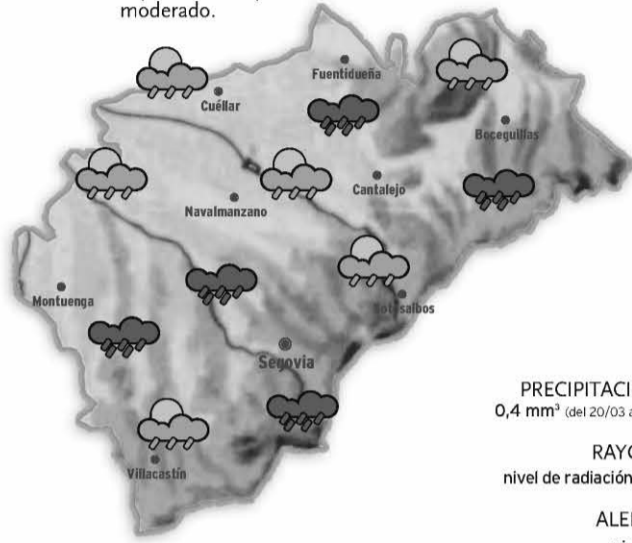 moderado.
Fuentidueña
Cuéllar
Boceguillas
Cantalejo
Navalmanzano
Montuenga
Sotosalbos
Segovia
Villacastín
PRECIPITACI
0,4 mm³ (del 20/03 a
RAYO
nivel de radiación
ALE